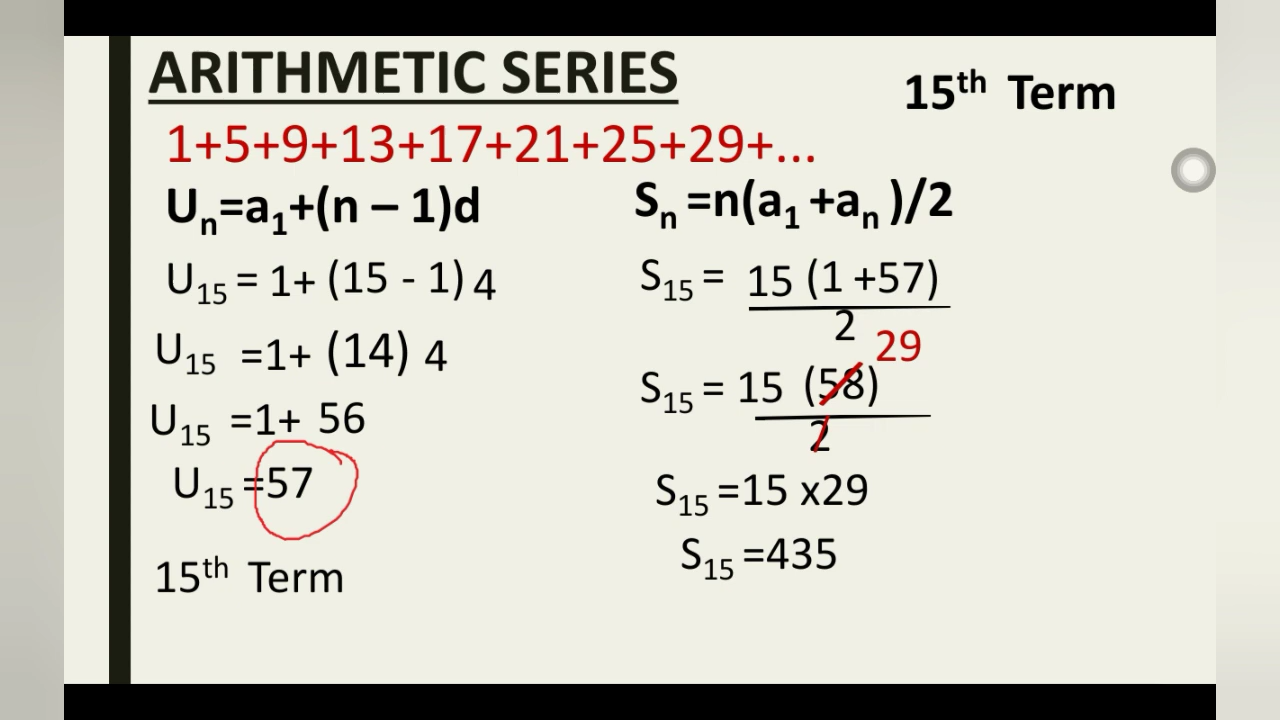 ARITHMETIC SERIES
15th Term
1+5+9+13+17+21+25+29+...
Un=a1+(n – 1)d
U15 = 1+ (15 - 1) 4
U15 =1+ (14) 4
U15 =1+ 56
U15 =57
15th Term
Sn =n(a1 +an )/2
S15 = 15 (1 +57)
2
29
S15 = 15 (58)
2
S15 =15 x29
S15 =435